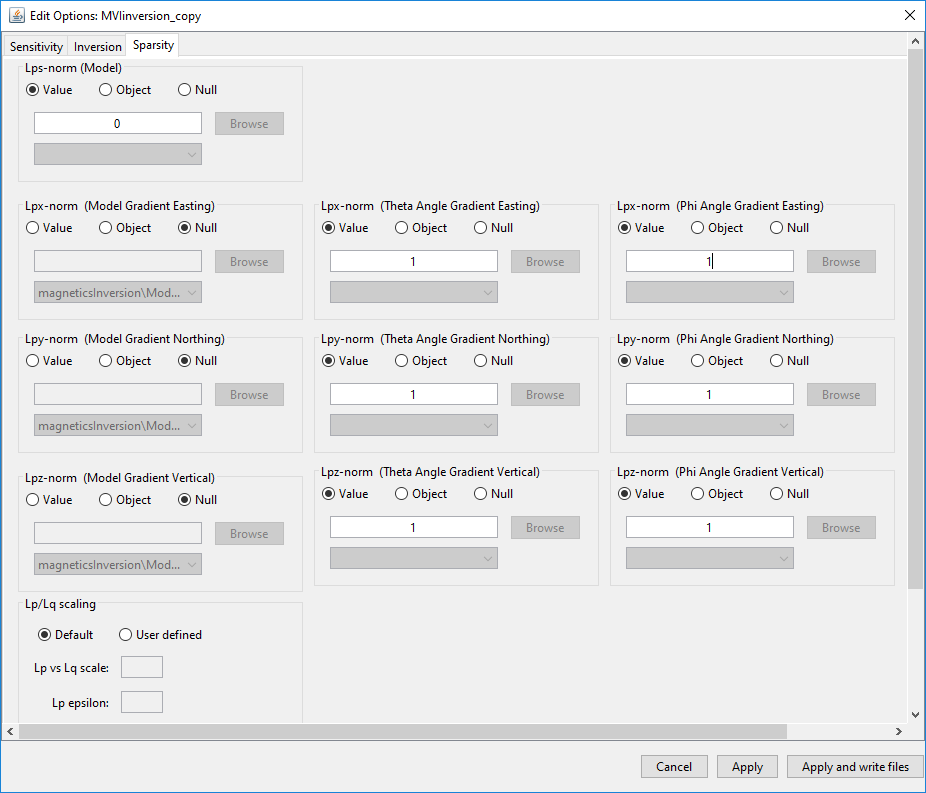 Edit Options: MVIinversion_copy
Sensitivity Inversion Sparsity
Lps-norm (Model)
Value Object Null
0 Browse
Lpx-norm (Model Gradient Easting) Lpx-norm (Theta Angle Gradient Easting) Lpx-norm (Phi Angle Gradient Easting)
Value Object Null Value Object Null Value Object Null
Browse 1 Browse 1 Browse
magneticsInversion\Mod...
Lpy-norm (Model Gradient Northing) Lpy-norm (Theta Angle Gradient Northing) Lpy-norm (Phi Angle Gradient Northing)
Value Object Null Value Object Null Value Object Null
Browse 1 Browse 1 Browse
magneticsInversion\Mod...
Lpz-norm (Model Gradient Vertical) Lpz-norm (Theta Angle Gradient Vertical) Lpz-norm (Phi Angle Gradient Vertical)
Value Object Null Value Object Null Value Object Null
Browse 1 Browse 1 Browse
magneticsInversion\Mod...
Lp/Lq scaling
Default User defined
Lp vs Lq scale:
Lp epsilon:
Cancel Apply Apply and write files